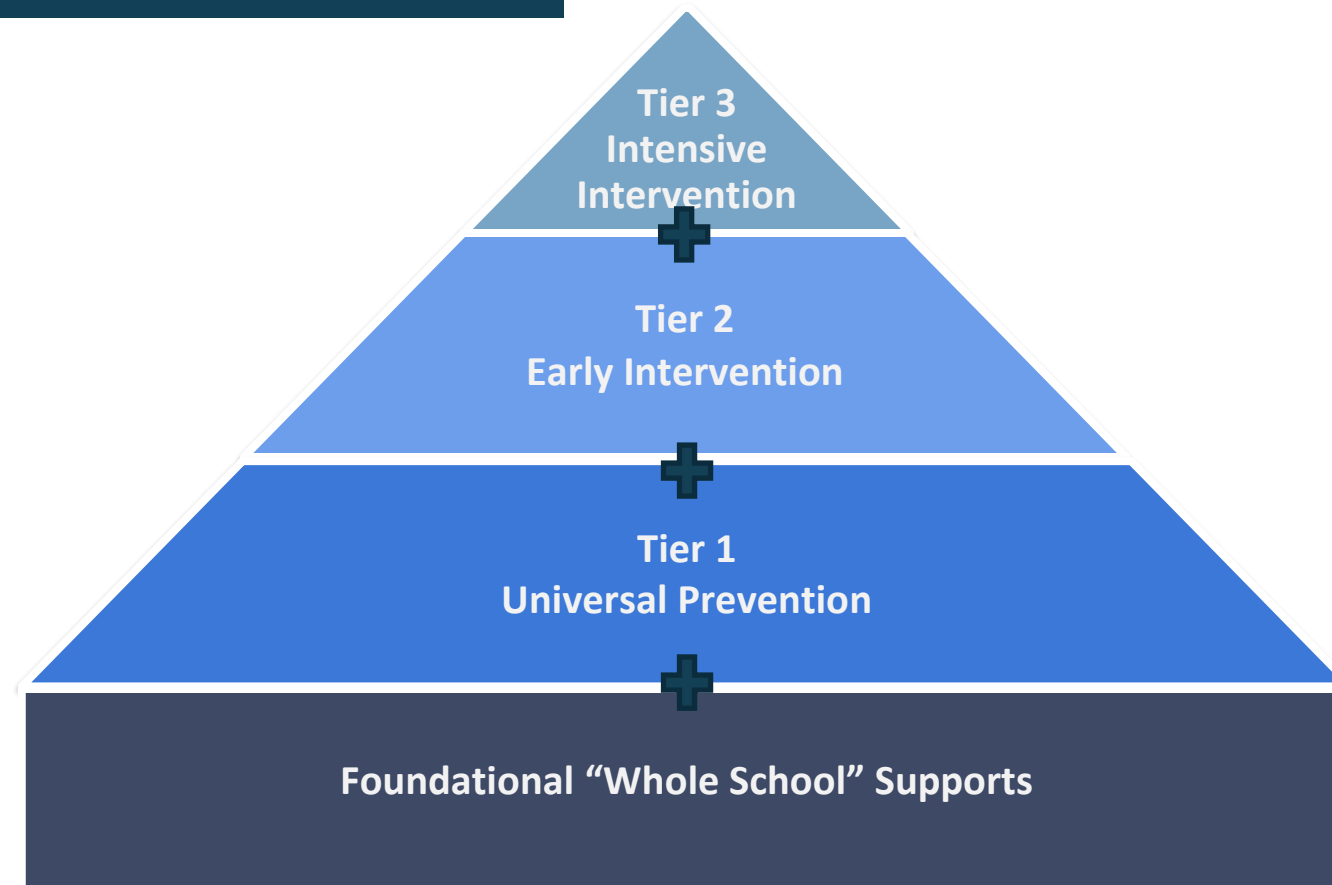 Tier 3
Intensive
Intervention
Tier 2
Early Intervention
Tier 1
Universal Prevention
Foundational “Whole School” Supports